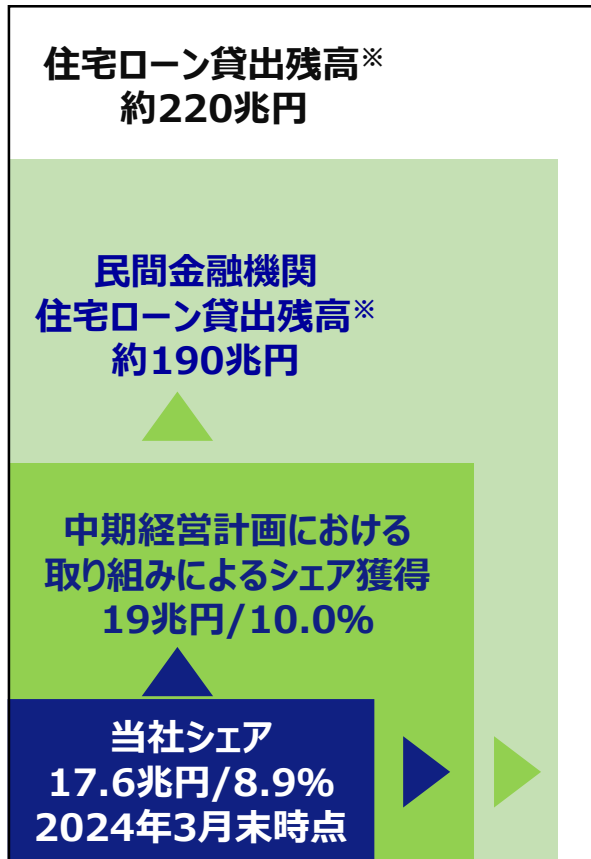 住宅ローン貸出残高※
約220兆円
民間金融機関
住宅ローン貸出残高※
約190兆円
中期経営計画における
取り組みによるシェア獲得
19兆円/10.0%
当社シェア
17.6兆円/8.9%
2024年3月末時点